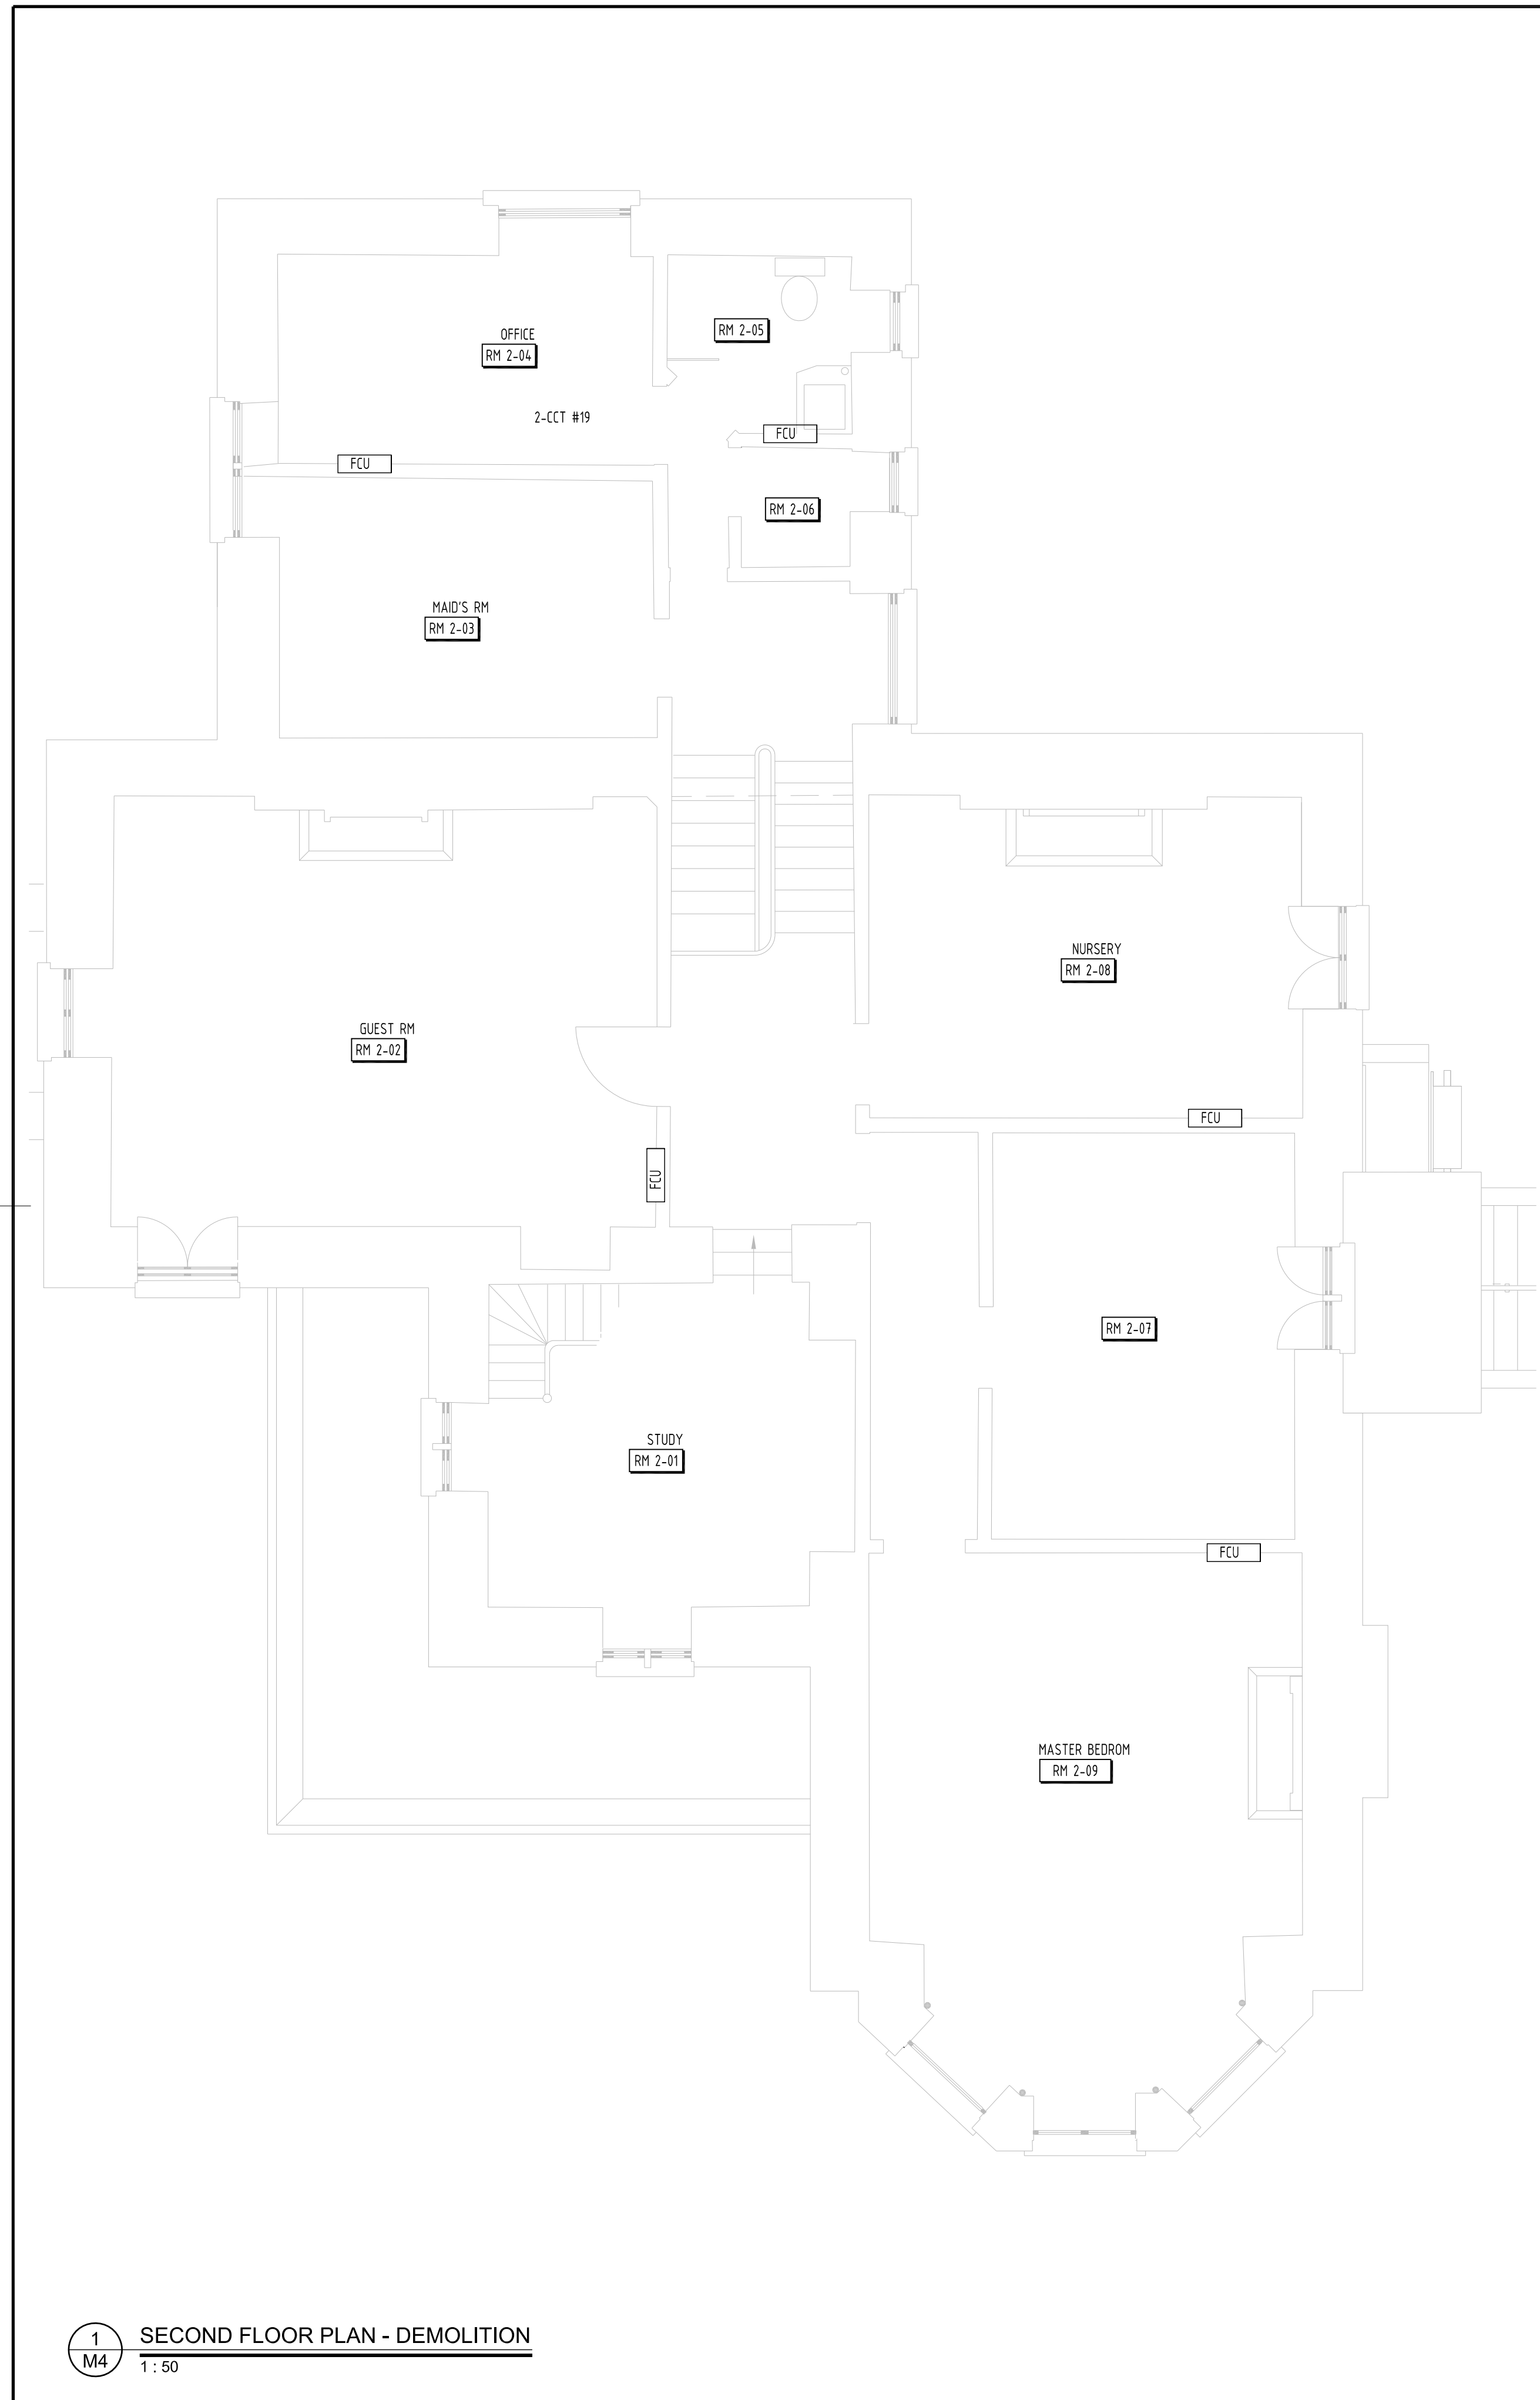 OFFICE
RM 2-04
RM 2-05
2-CCT #19
FCU
FCU
RM 2-06
MAID'S RM
RM 2-03
NURSERY
RM 2-08
GUEST RM
RM 2-02
FCU
FCU
RM 2-07
STUDY
RM 2-01
FCU
MASTER BEDROM
RM 2-09
1
M4
SECOND FLOOR PLAN - DEMOLITION
1 : 50